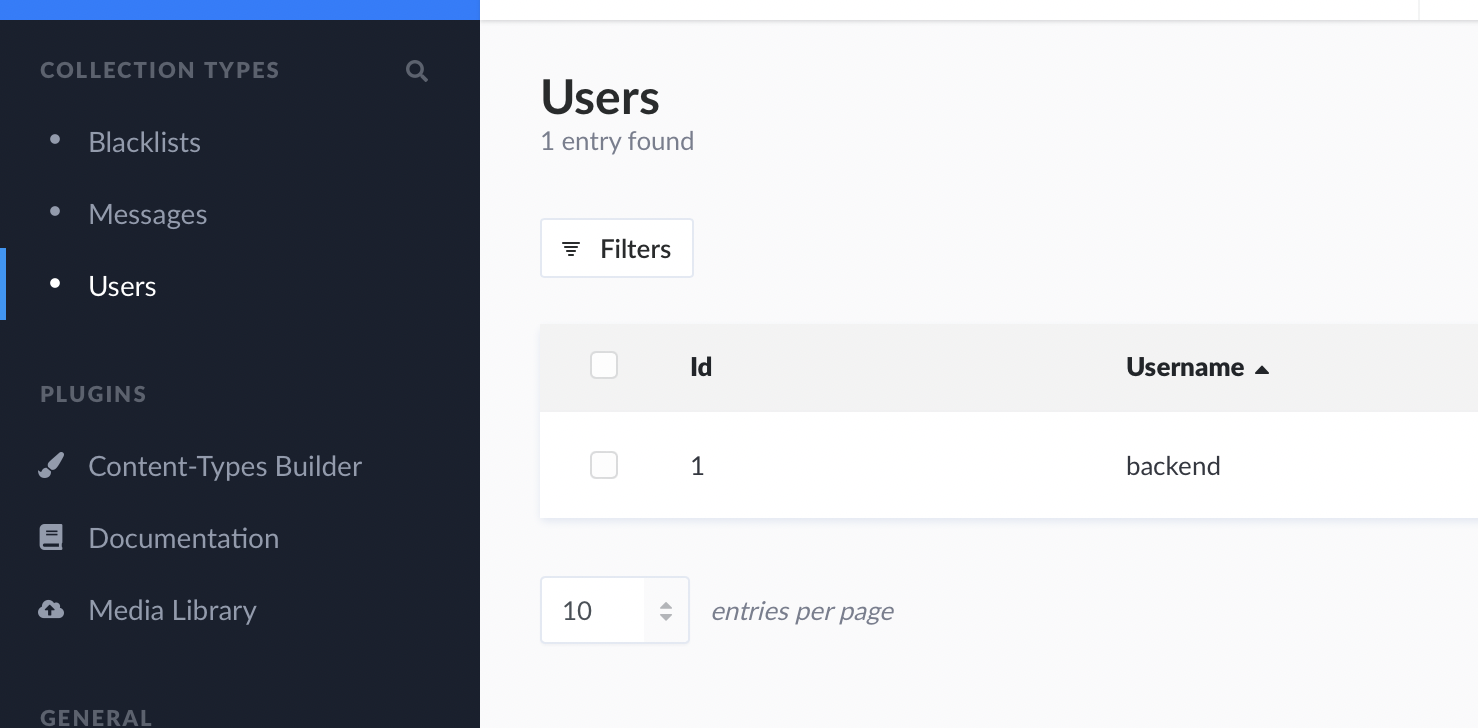 COLLECTION TYPES
Blacklists
Messages
Users
PLUGINS
Content-Types Builder
Documentation
Media Library
GENERAL
Users
1 entry found
Filters
Id Username
1 backend
10 entries per page